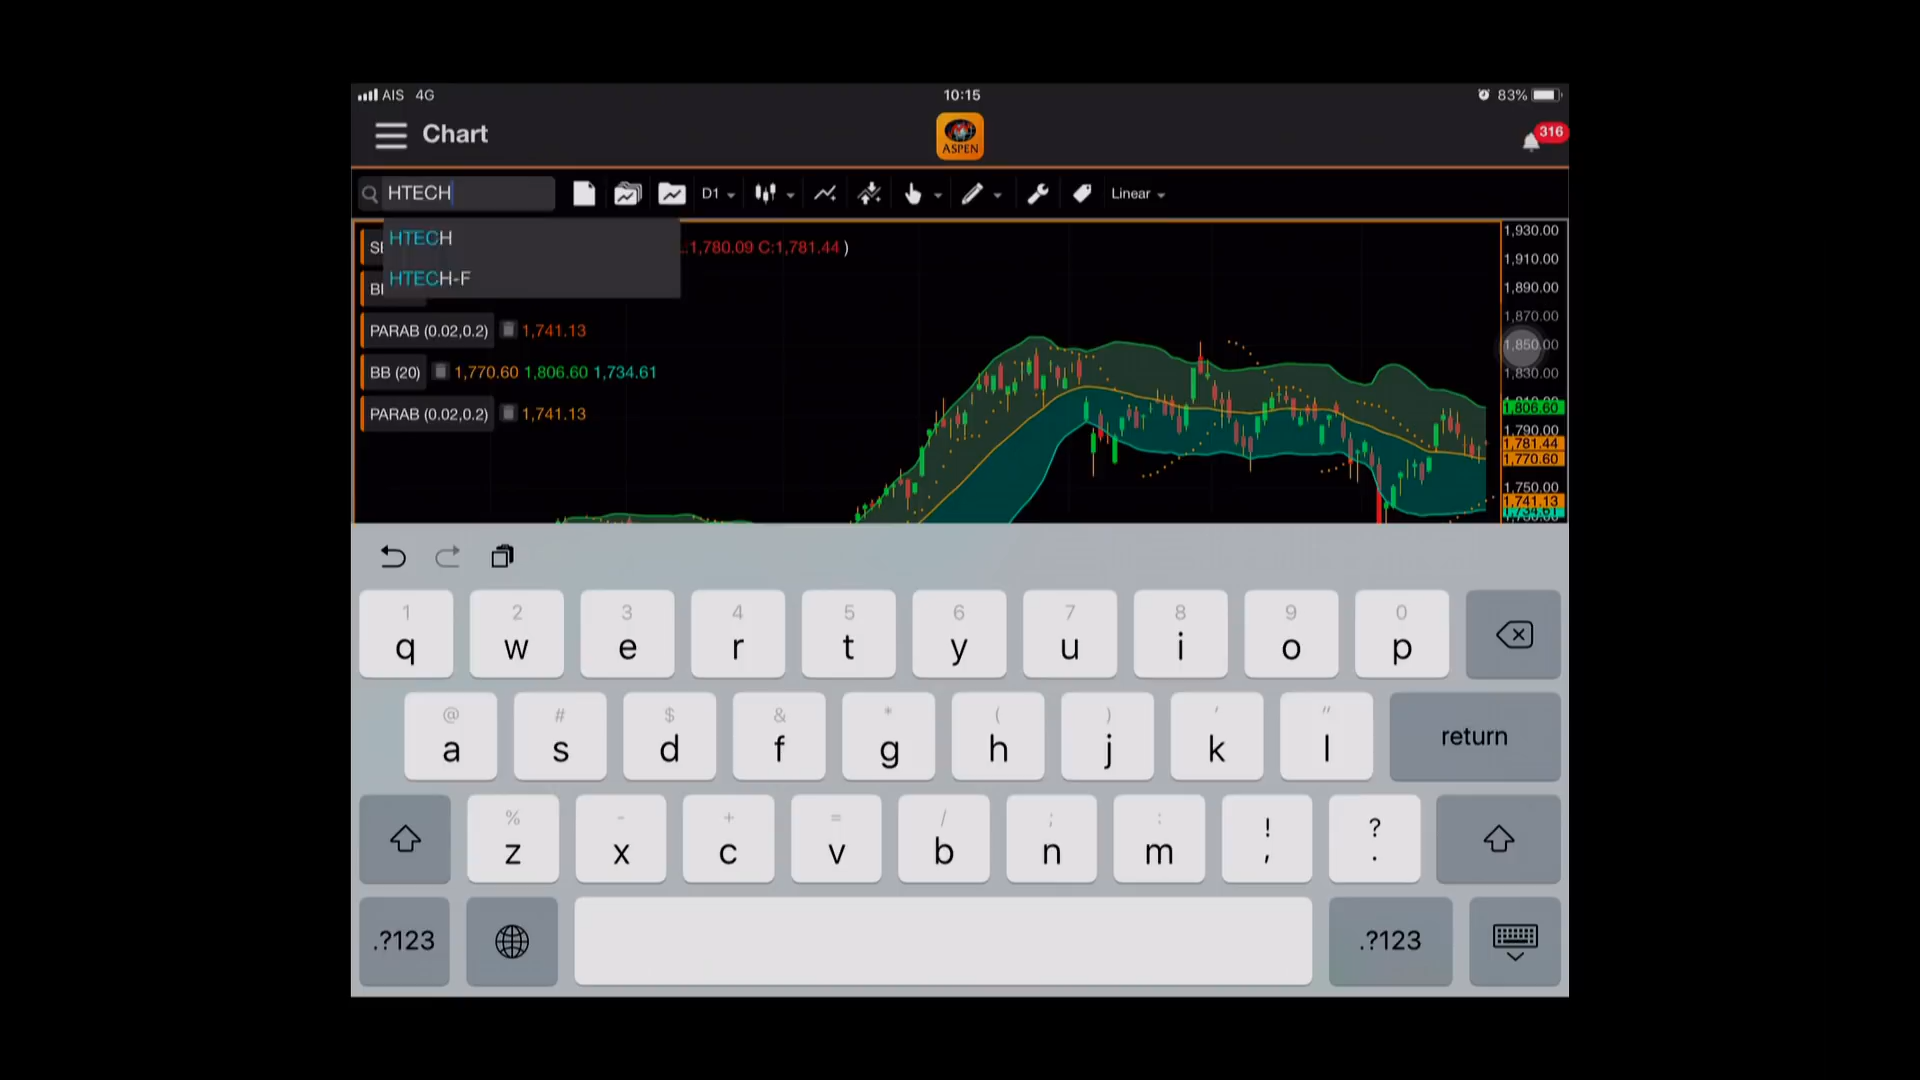 AIS 4G 10:15 83%
Chart ASPEN 316
HTECH D1 Linear
HTECH
HTECH-F
1,780.09 C:1,781.44 )
PARAB (0.02,0.2) 1,741.13
BB (20) 1,770.60 1,806.60 1,734.61
PARAB (0.02,0.2) 1,741.13
1,930.00
1,910.00
1,890.00
1,870.00
1,850.00
1,830.00
1,806.60
1,790.00
1,781.44
1,770.60
1,750.00
1,741.13
1 2 3 4 5 6 7 8 9 0
q w e r t y u i o p
@ # $ & * ( ) ' "
a s d f g h j k l return
% - + = / ; : ! ?
z x c v b n m , .
.?123 .?123